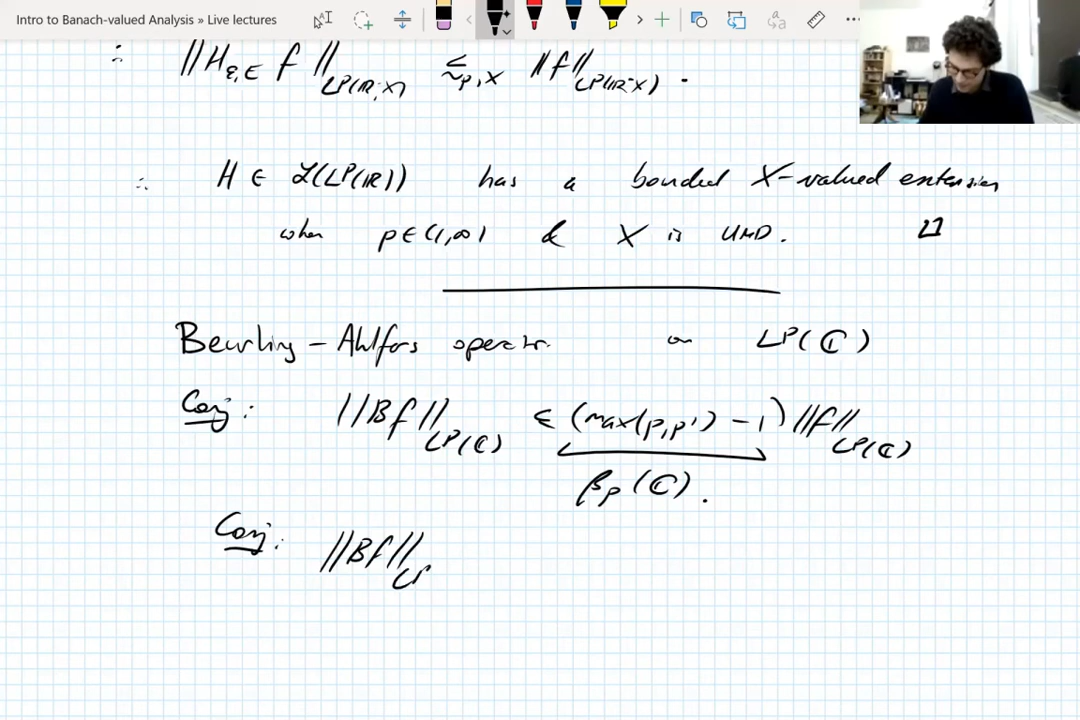 Intro to Banach-valued Analysis » Live lectures
∴ ||H_{ε,ϵ} f||_{L^p(ℝ;X)} ≲_{p,X} ||f||_{L^p(ℝ;X)}.
∴ H ∈ ℒ(L^p(ℝ)) has a bounded X-valued extension
when p∈(1,∞) & X is UMD. □
Beurling-Ahlfors operator on L^p(ℂ)
Conj: ||Bf||_{L^p(ℂ)} ≤ (max(p,p') - 1) ||f||_{L^p(ℂ)}
β_p(ℂ).
Conj: ||Bf||_L